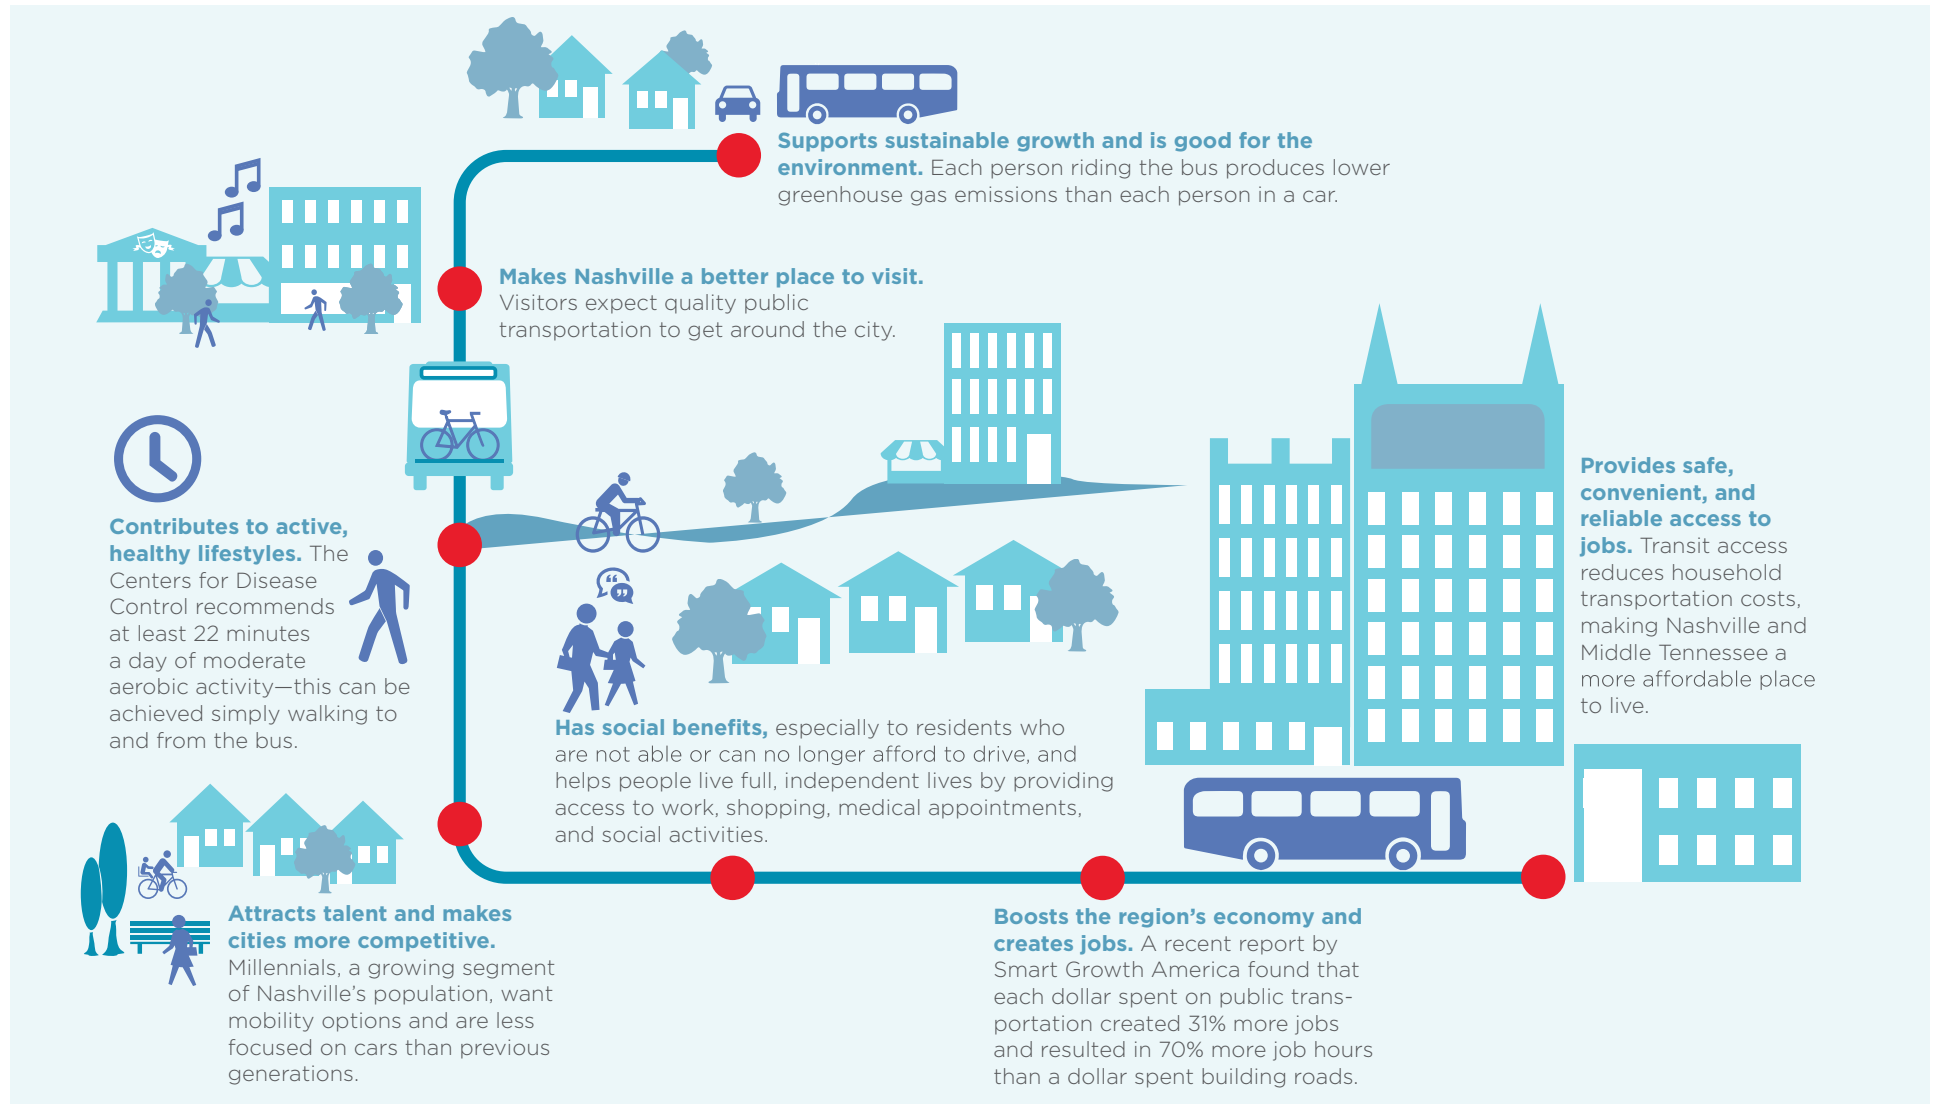 Supports sustainable growth and is good for the
environment. Each person riding the bus produces lower
greenhouse gas emissions than each person in a car.
Makes Nashville a better place to visit.
Visitors expect quality public
transportation to get around the city.
Contributes to active,
healthy lifestyles. The
Centers for Disease
Control recommends
at least 22 minutes
a day of moderate
aerobic activity—this can be
achieved simply walking to
and from the bus.
Attracts talent and makes
cities more competitive.
Millennials, a growing segment
of Nashville’s population, want
mobility options and are less
focused on cars than previous
generations.
Has social benefits, especially to residents who
are not able or can no longer afford to drive, and
helps people live full, independent lives by providing
access to work, shopping, medical appointments,
and social activities.
Boosts the region’s economy and
creates jobs. A recent report by
Smart Growth America found that
each dollar spent on public trans-
portation created 31% more jobs
and resulted in 70% more job hours
than a dollar spent building roads.
Provides safe,
convenient, and
reliable access to
jobs. Transit access
reduces household
transportation costs,
making Nashville and
Middle Tennessee a
more affordable place
to live.